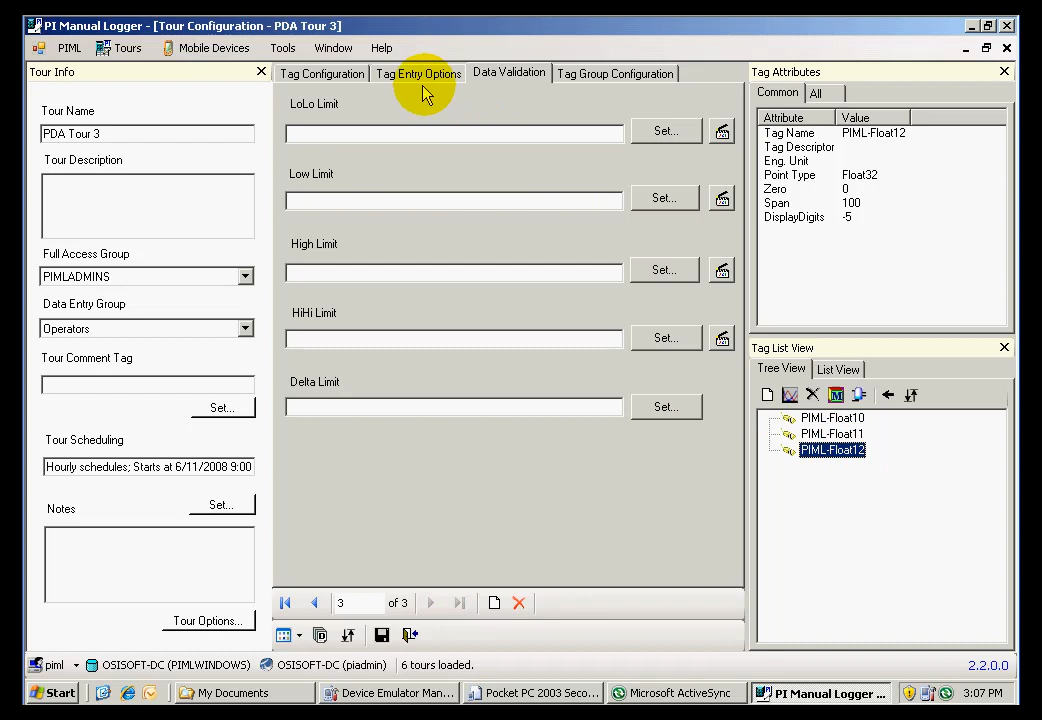 PI Manual Logger - [Tour Configuration - PDA Tour 3]
PIML Tours Mobile Devices Tools Window Help
Tour Info
Tour Name
PDA Tour 3
Tour Description
Full Access Group
PIMLADMINS
Data Entry Group
Operators
Tour Comment Tag
Set...
Tour Scheduling
Hourly schedules; Starts at 6/11/2008 9:00
Notes
Set...
Tour Options...
Tag Configuration Tag Entry Options Data Validation Tag Group Configuration
LoLo Limit
Set...
Low Limit
Set...
High Limit
Set...
HiHi Limit
Set...
Delta Limit
Set...
3 of 3
Tag Attributes
Common All
Attribute Value
Tag Name PIML-Float12
Tag Descriptor
Eng. Unit
Point Type Float32
Zero 0
Span 100
DisplayDigits -5
Tag List View
Tree View List View
PIML-Float10
PIML-Float11
PIML-Float12
piml OSISOFT-DC (PIMLWINDOWS) OSISOFT-DC (piadmin) 6 tours loaded. 2.2.0.0
Start My Documents Device Emulator Man... Pocket PC 2003 Seco... Microsoft ActiveSync PI Manual Logger ... 3:07 PM